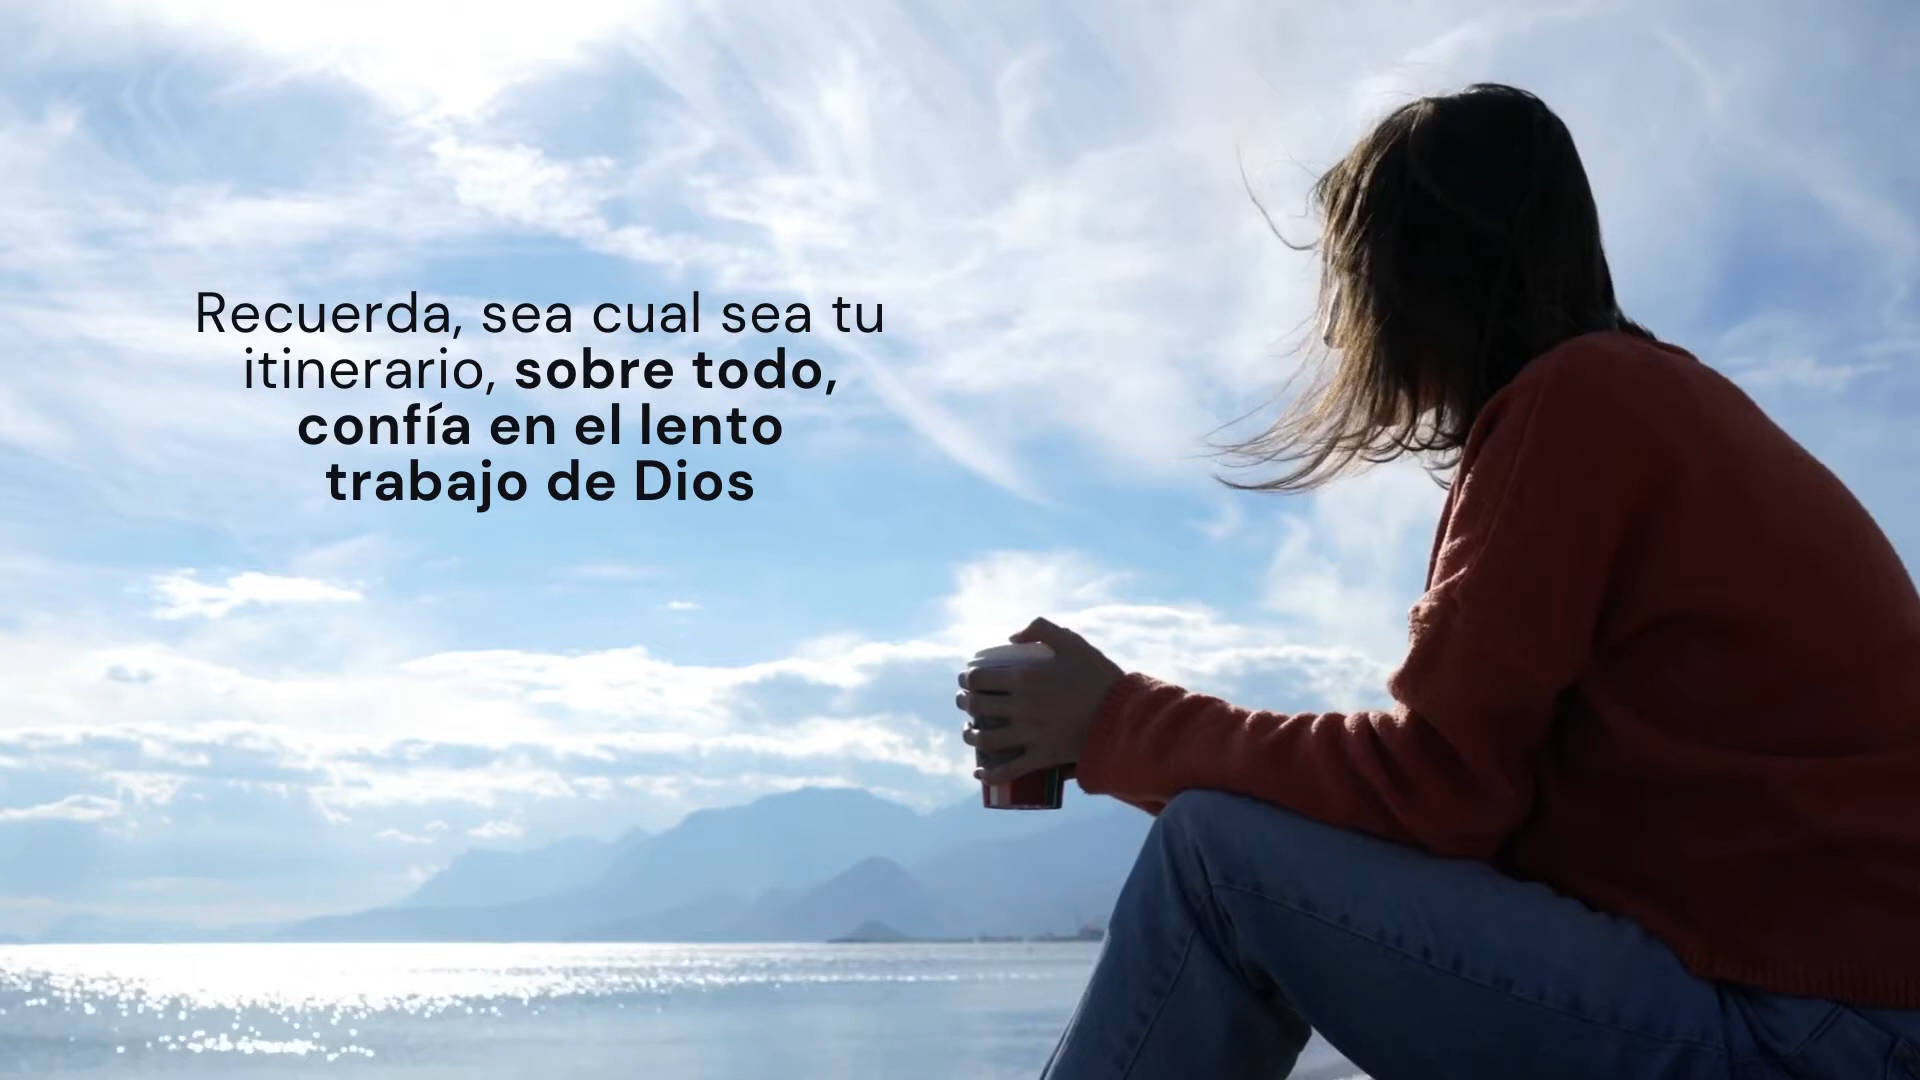 Recuerda, sea cual sea tu
itinerario, sobre todo,
confía en el lento
trabajo de Dios